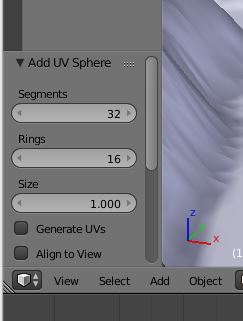 Add UV Sphere
Segments
32
Rings
16
Size
1.000
Generate UVs
Align to View
z
x
(1
View Select Add Object